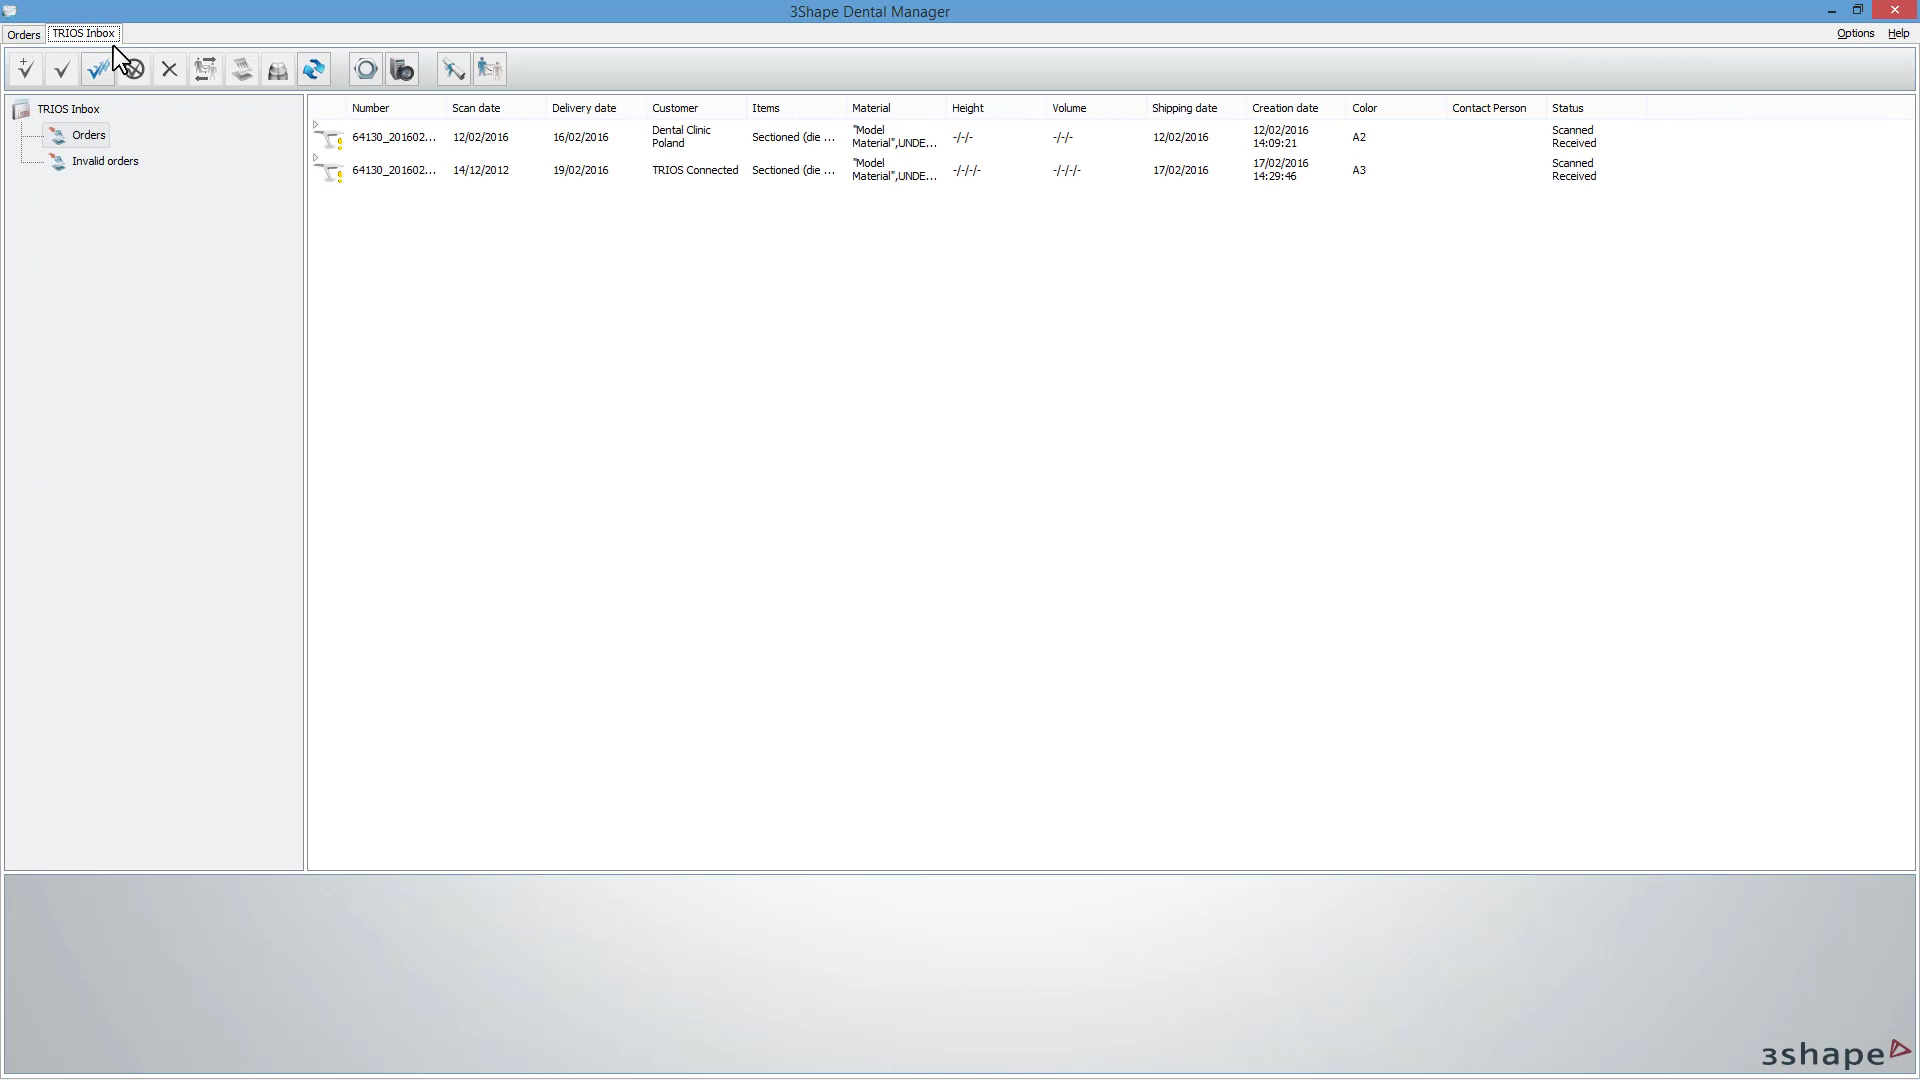 3Shape Dental Manager
Orders
TRIOS Inbox
Options
Help
TRIOS Inbox
Orders
Invalid orders
Number Scan date Delivery date Customer Items Material Height Volume Shipping date Creation date Color Contact Person Status
64130_201602... 12/02/2016 16/02/2016 Dental Clinic Poland Sectioned (die ... "Model Material",UNDE... -/-/- -/-/- 12/02/2016 12/02/2016 14:09:21 A2 Scanned Received
64130_201602... 14/12/2012 19/02/2016 TRIOS Connected Sectioned (die ... "Model Material",UNDE... -/-/-/- -/-/-/- 17/02/2016 17/02/2016 14:29:46 A3 Scanned Received
3shape